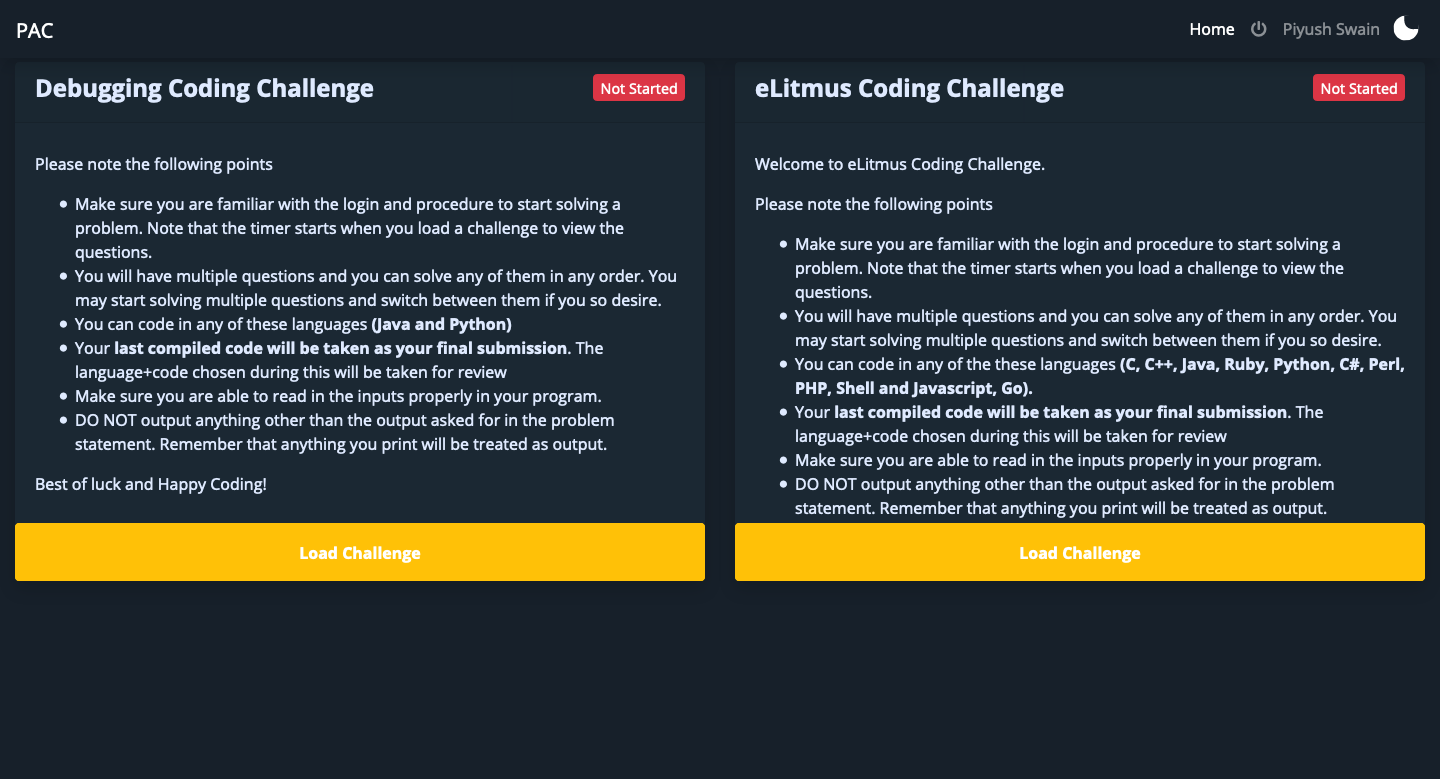 PAC
Home
Piyush Swain
Debugging Coding Challenge
Not Started
Please note the following points
Make sure you are familiar with the login and procedure to start solving a
problem. Note that the timer starts when you load a challenge to view the
questions.
You will have multiple questions and you can solve any of them in any order. You
may start solving multiple questions and switch between them if you so desire.
You can code in any of these languages (Java and Python)
Your last compiled code will be taken as your final submission. The
language+code chosen during this will be taken for review
Make sure you are able to read in the inputs properly in your program.
DO NOT output anything other than the output asked for in the problem
statement. Remember that anything you print will be treated as output.
Best of luck and Happy Coding!
Load Challenge
eLitmus Coding Challenge
Not Started
Welcome to eLitmus Coding Challenge.
Please note the following points
Make sure you are familiar with the login and procedure to start solving a
problem. Note that the timer starts when you load a challenge to view the
questions.
You will have multiple questions and you can solve any of them in any order. You
may start solving multiple questions and switch between them if you so desire.
You can code in any of the these languages (C, C++, Java, Ruby, Python, C#, Perl,
PHP, Shell and Javascript, Go).
Your last compiled code will be taken as your final submission. The
language+code chosen during this will be taken for review
Make sure you are able to read in the inputs properly in your program.
DO NOT output anything other than the output asked for in the problem
statement. Remember that anything you print will be treated as output.
Load Challenge